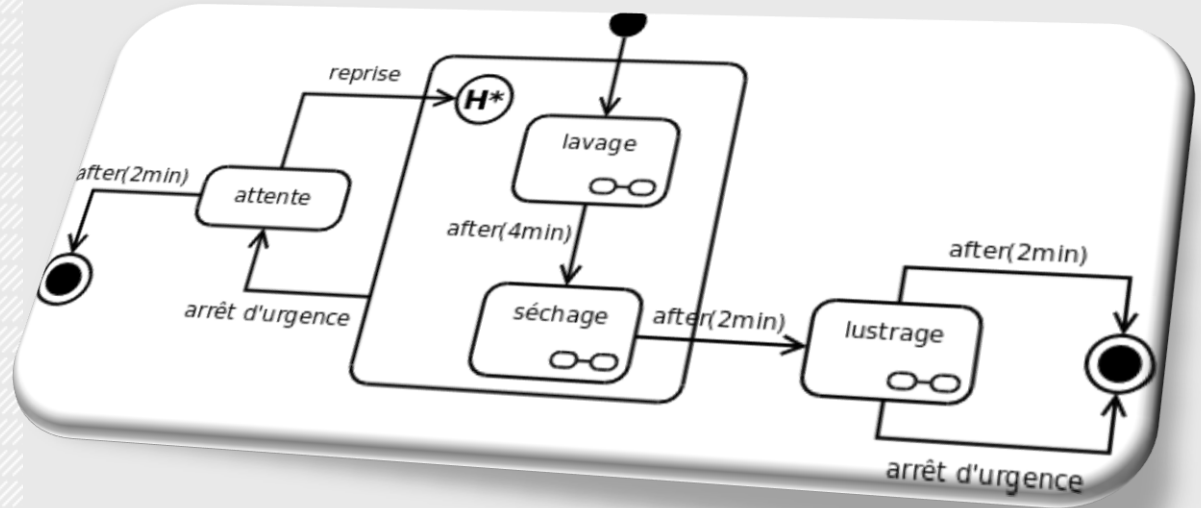 reprise
H*
lavage
after(2min)
attente
after(4min)
arrêt d'urgence
séchage
after(2min)
lustrage
after(2min)
arrêt d'urgence